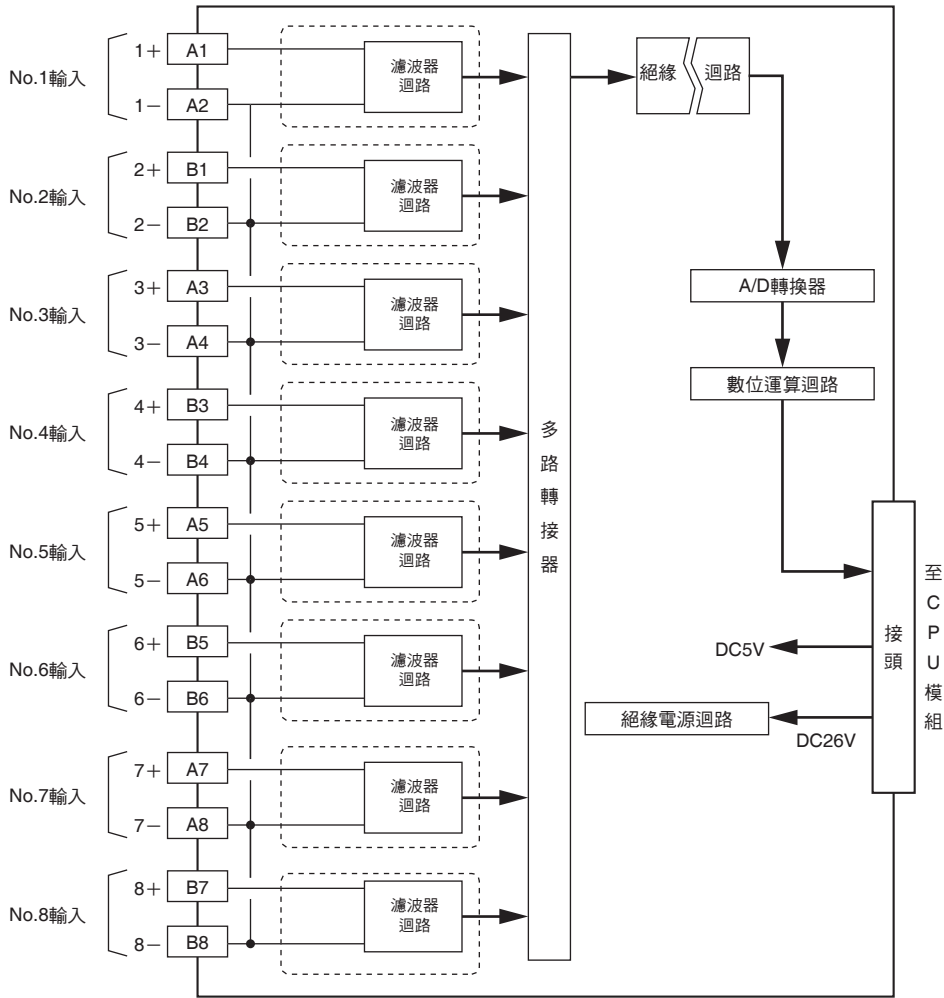 No.1輸入
1+
A1
1−
A2
濾波器
迴路
No.2輸入
2+
B1
2−
B2
濾波器
迴路
No.3輸入
3+
A3
3−
A4
濾波器
迴路
No.4輸入
4+
B3
4−
B4
濾波器
迴路
No.5輸入
5+
A5
5−
A6
濾波器
迴路
No.6輸入
6+
B5
6−
B6
濾波器
迴路
No.7輸入
7+
A7
7−
A8
濾波器
迴路
No.8輸入
8+
B7
8−
B8
濾波器
迴路
多路轉接器
絕緣 迴路
A/D轉換器
數位運算迴路
DC5V
絕緣電源迴路
DC26V
接頭
至CPU模組